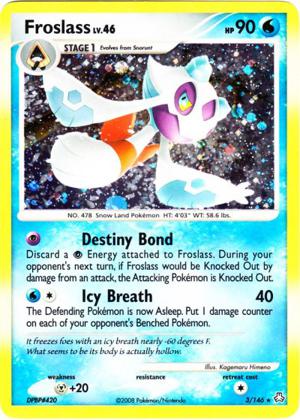 Froslass LV.46 HP 90
STAGE 1 Evolves from Snorunt
NO. 478 Snow Land Pokémon HT: 4'03" WT: 58.6 lbs.
Destiny Bond
Discard a Energy attached to Froslass. During your
opponent's next turn, if Froslass would be Knocked Out by
damage from an attack, the Attacking Pokémon is Knocked Out.
Icy Breath 40
The Defending Pokémon is now Asleep. Put 1 damage
counter on each of your opponent's Benched Pokémon.
It freezes foes with an icy breath nearly -60 degrees F.
What seems to be its body is actually hollow.
Illus. Kagemaru Himeno
weakness resistance retreat cost
+20
DPBP#420 ©2008 Pokémon/Nintendo 3/146